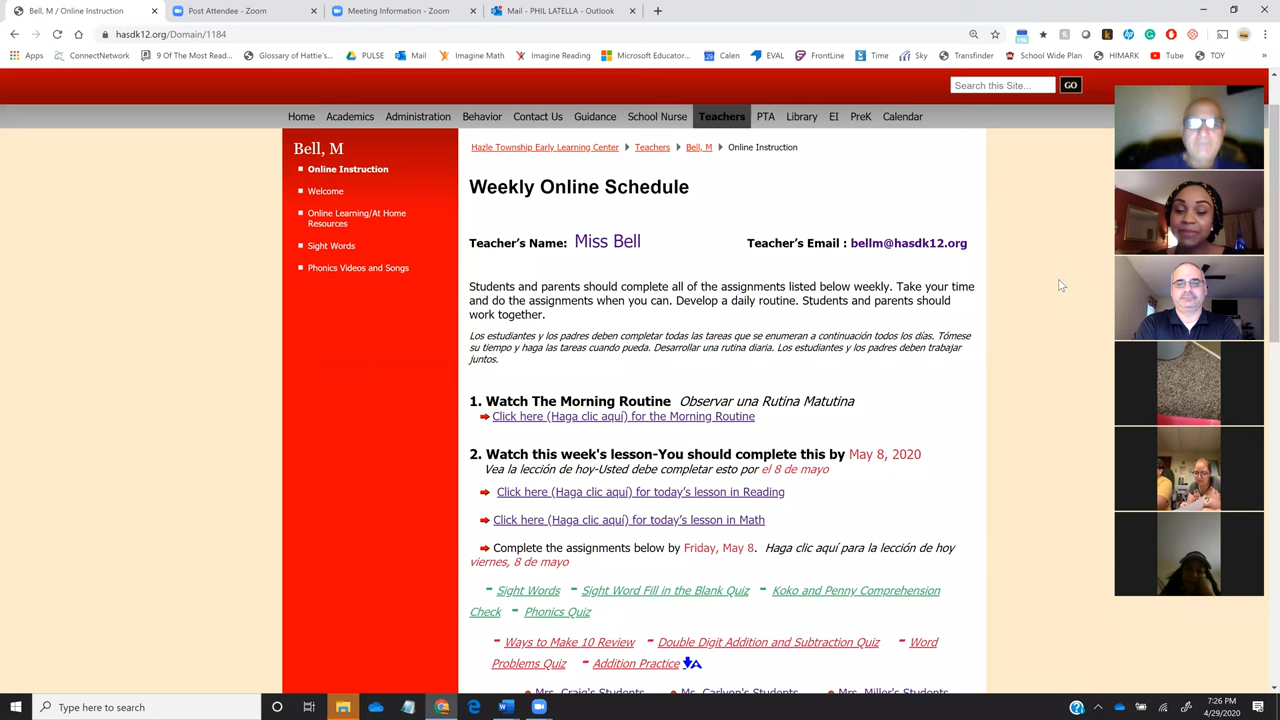 Bell, M / Online Instruction
Post Attendee - Zoom
Meeting Information - Zoom
Mail - PHIL LATELLA - Outlook
hasdk12.org/Domain/1184
Apps ConnectNetwork 9 Of The Most Read... Glossary of Hattie's... PULSE Mail Imagine Math Imagine Reading Microsoft Educator... Calen EVAL FrontLine Time Sky Transfinder School Wide Plan HIMARK Tube TOY »
Search this Site... GO
Home Academics Administration Behavior Contact Us Guidance School Nurse Teachers PTA Library EI PreK Calendar
Bell, M
Online Instruction
Welcome
Online Learning/At Home
Resources
Sight Words
Phonics Videos and Songs
Hazle Township Early Learning Center Teachers Bell, M Online Instruction
Weekly Online Schedule
Teacher's Name: Miss Bell Teacher's Email : bellm@hasdk12.org
Students and parents should complete all of the assignments listed below weekly. Take your time
and do the assignments when you can. Develop a daily routine. Students and parents should
work together.
Los estudiantes y los padres deben completar todas las tareas que se enumeran a continuación todos los días. Tómese
su tiempo y haga las tareas cuando pueda. Desarrollar una rutina diaria. Los estudiantes y los padres deben trabajar
juntos.
1. Watch The Morning Routine Observar una Rutina Matutina
Click here (Haga clic aquí) for the Morning Routine
2. Watch this week's lesson-You should complete this by May 8, 2020
Vea la lección de hoy-Usted debe completar esto por el 8 de mayo
Click here (Haga clic aquí) for today's lesson in Reading
Click here (Haga clic aquí) for today's lesson in Math
Complete the assignments below by Friday, May 8. Haga clic aquí para la lección de hoy
viernes, 8 de mayo
- Sight Words - Sight Word Fill in the Blank Quiz - Koko and Penny Comprehension
Check - Phonics Quiz
- Ways to Make 10 Review - Double Digit Addition and Subtraction Quiz - Word
Problems Quiz - Addition Practice
Mrs. Craig's Students Ms. Carlyon's Students Mrs. Miller's Students
Type here to search
7:26 PM
4/29/2020